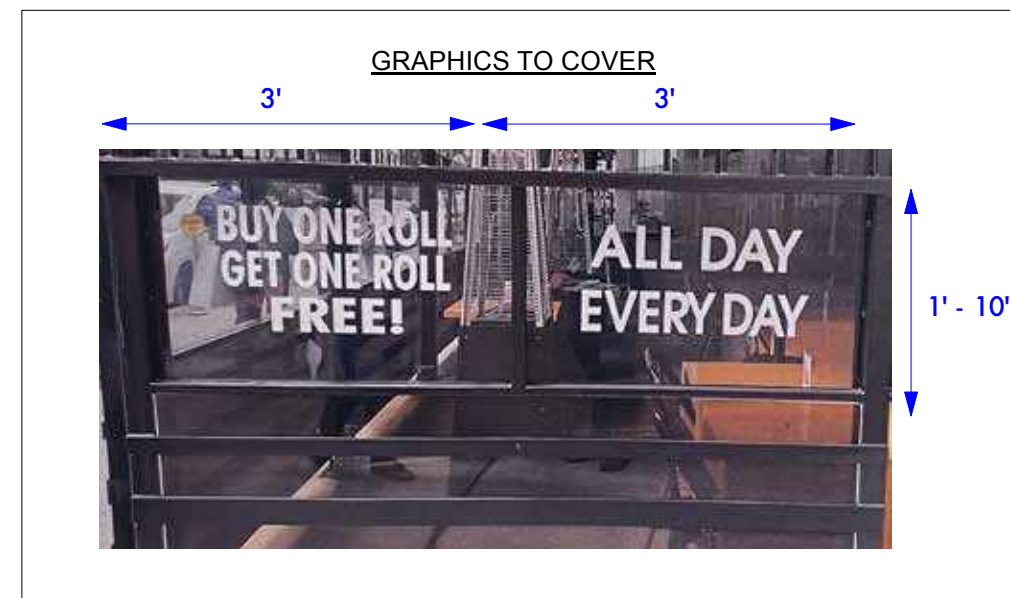 GRAPHICS TO COVER
3' 3'
BUY ONE ROLL
GET ONE ROLL
FREE!
ALL DAY
EVERY DAY
1' - 10"